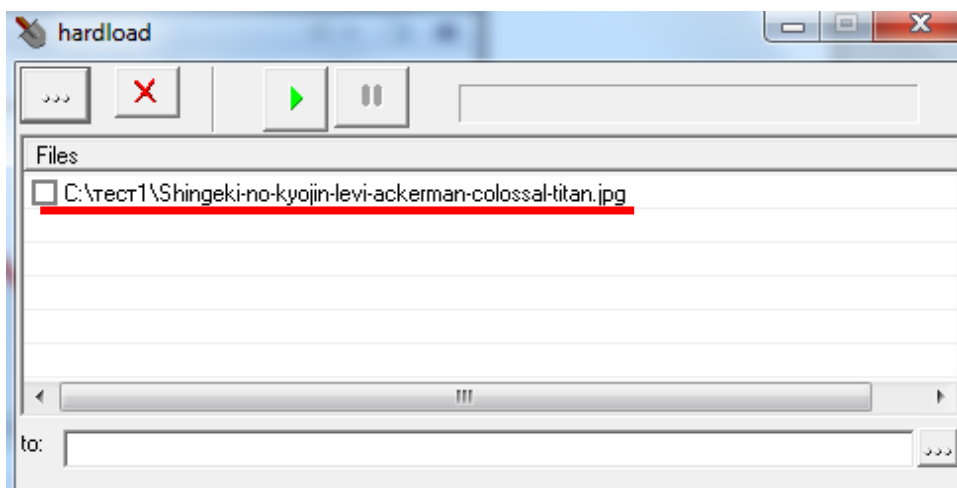 hardload
...
Files
C:\тест1\Shingeki-no-kyojin-levi-ackerman-colossal-titan.jpg
to:
...